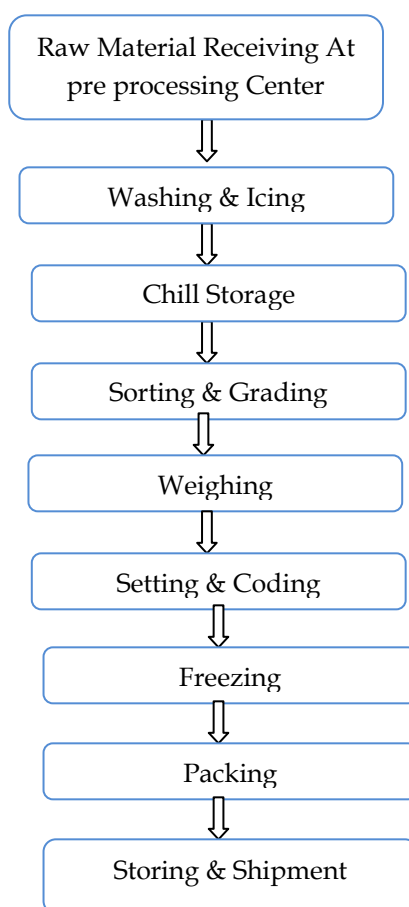 Raw Material Receiving At
pre processing Center
Washing & Icing
Chill Storage
Sorting & Grading
Weighing
Setting & Coding
Freezing
Packing
Storing & Shipment